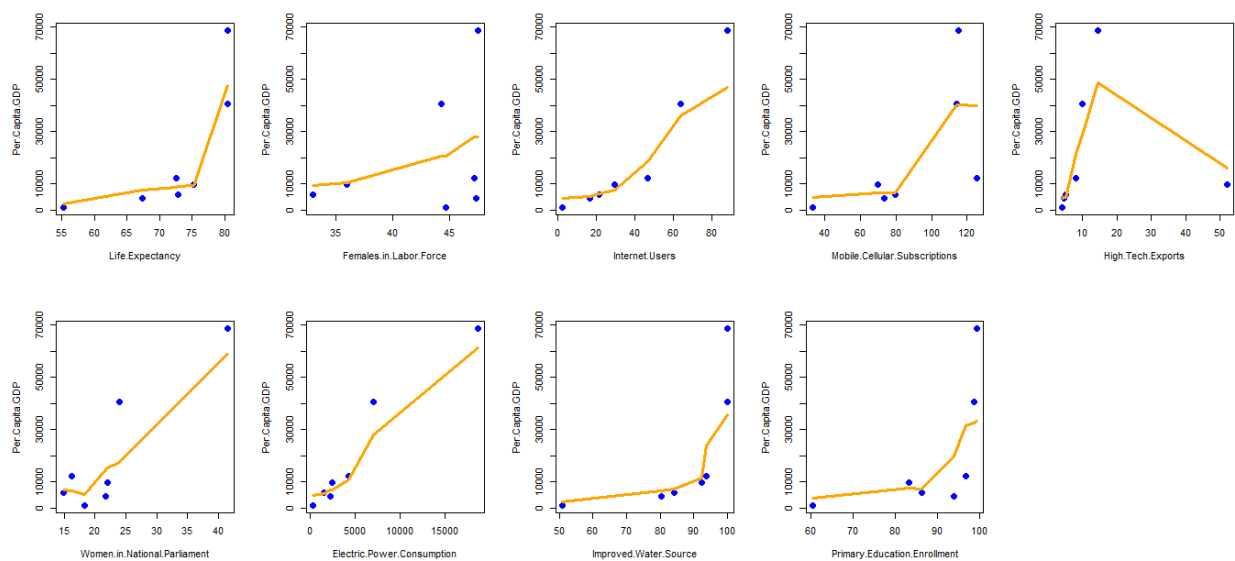 Per.Capita.GDP
0 10000 30000 50000 70000
55 60 65 70 75 80
Life.Expectancy
Per.Capita.GDP
0 10000 30000 50000 70000
35 40 45
Females.in.Labor.Force
Per.Capita.GDP
0 10000 30000 50000 70000
0 20 40 60 80
Internet.Users
Per.Capita.GDP
0 10000 30000 50000 70000
40 60 80 100 120
Mobile.Cellular.Subscriptions
Per.Capita.GDP
0 10000 30000 50000 70000
10 20 30 40 50
High.Tech.Exports
Per.Capita.GDP
0 10000 30000 50000 70000
15 20 25 30 35 40
Women.in.National.Parliament
Per.Capita.GDP
0 10000 30000 50000 70000
0 5000 10000 15000
Electric.Power.Consumption
Per.Capita.GDP
0 10000 30000 50000 70000
50 60 70 80 90 100
Improved.Water.Source
Per.Capita.GDP
0 10000 30000 50000 70000
60 70 80 90 100
Primary.Education.Enrollment